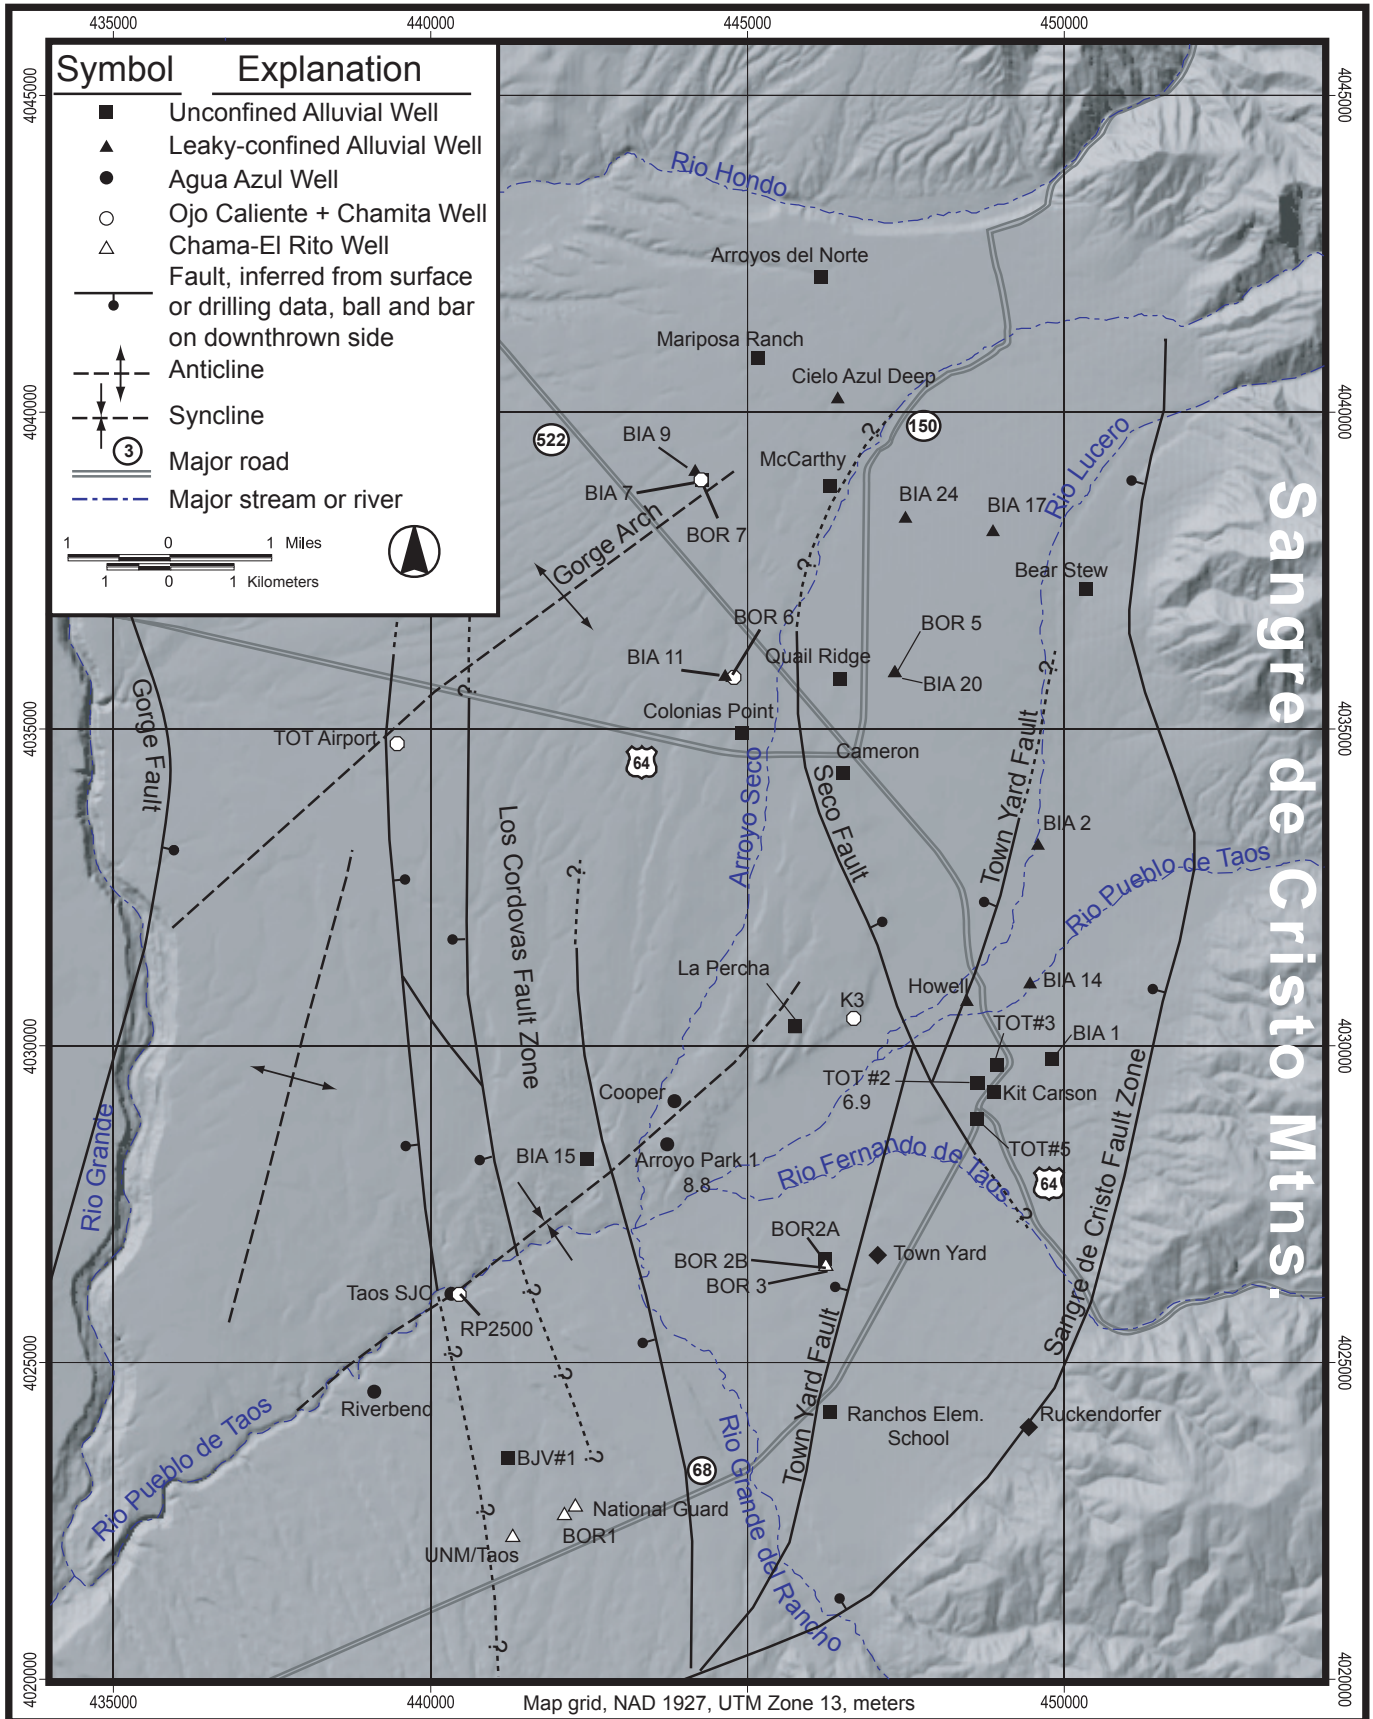 435000
440000
445000
450000
Symbol Explanation
Unconfined Alluvial Well
Leaky-confined Alluvial Well
Agua Azul Well
Ojo Caliente + Chamita Well
Chama-El Rito Well
Fault, inferred from surface
or drilling data, ball and bar
on downthrown side
Anticline
Syncline
3
Major road
Major stream or river
1 0 1 Miles
1 0 1 Kilometers
4045000
4045000
Rio Hondo
Arroyos del Norte
Mariposa Ranch
Cielo Azul Deep
4040000
4040000
522
150
?
BIA 9
McCarthy
Rio Lucero
BIA 7
BIA 24
BIA 17
BOR 7
Gorge Arch
?
Bear Stew
BOR 6
BOR 5
BIA 11
Quail Ridge
BIA 20
?
?
Colonias Point
Gorge Fault
TOT Airport
4035000
4035000
64
Cameron
Seco Fault
Town Yard Fault
Arroyo Seco
Los Cordovas Fault Zone
BIA 2
?
Rio Pueblo de Taos
La Percha
K3
Howell
BIA 14
TOT#3
BIA 1
4030000
4030000
TOT #2
6.9
Kit Carson
Cooper
TOT#5
BIA 15
Arroyo Park 1
8.8
Rio Fernando de Taos
64
?
Rio Grande
BOR2A
BOR 2B
BOR 3
Town Yard
Sangre de Cristo Fault Zone
Taos SJC
RP2500
?
?
?
4025000
4025000
Riverbend
Town Yard Fault
Ranchos Elem.
School
Ruckendorfer
Rio Pueblo de Taos
BJV#1
?
68
Rio Grande del Rancho
National Guard
BOR1
?
UNM/Taos
?
4020000
4020000
Sangre de Cristo Mtns.
435000
440000
Map grid, NAD 1927, UTM Zone 13, meters
450000